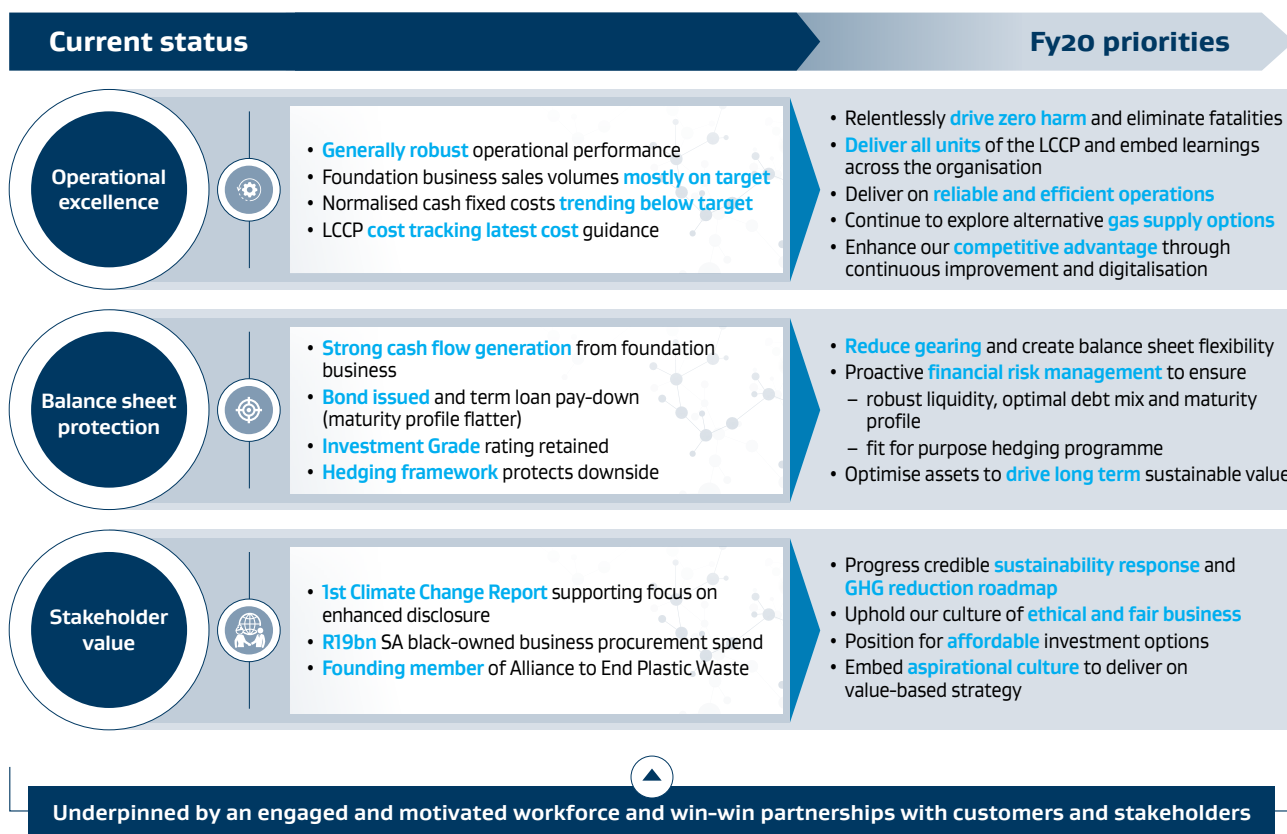 Current status
Fy20 priorities
Operational
excellence
• Generally robust operational performance
• Foundation business sales volumes mostly on target
• Normalised cash fixed costs trending below target
• LCCP cost tracking latest cost guidance
• Relentlessly drive zero harm and eliminate fatalities
• Deliver all units of the LCCP and embed learnings
across the organisation
• Deliver on reliable and efficient operations
• Continue to explore alternative gas supply options
• Enhance our competitive advantage through
continuous improvement and digitalisation
Balance sheet
protection
• Strong cash flow generation from foundation
business
• Bond issued and term loan pay-down
(maturity profile flatter)
• Investment Grade rating retained
• Hedging framework protects downside
• Reduce gearing and create balance sheet flexibility
• Proactive financial risk management to ensure
– robust liquidity, optimal debt mix and maturity
profile
– fit for purpose hedging programme
• Optimise assets to drive long term sustainable value
Stakeholder
value
• 1st Climate Change Report supporting focus on
enhanced disclosure
• R19bn SA black-owned business procurement spend
• Founding member of Alliance to End Plastic Waste
• Progress credible sustainability response and
GHG reduction roadmap
• Uphold our culture of ethical and fair business
• Position for affordable investment options
• Embed aspirational culture to deliver on
value-based strategy
Underpinned by an engaged and motivated workforce and win-win partnerships with customers and stakeholders